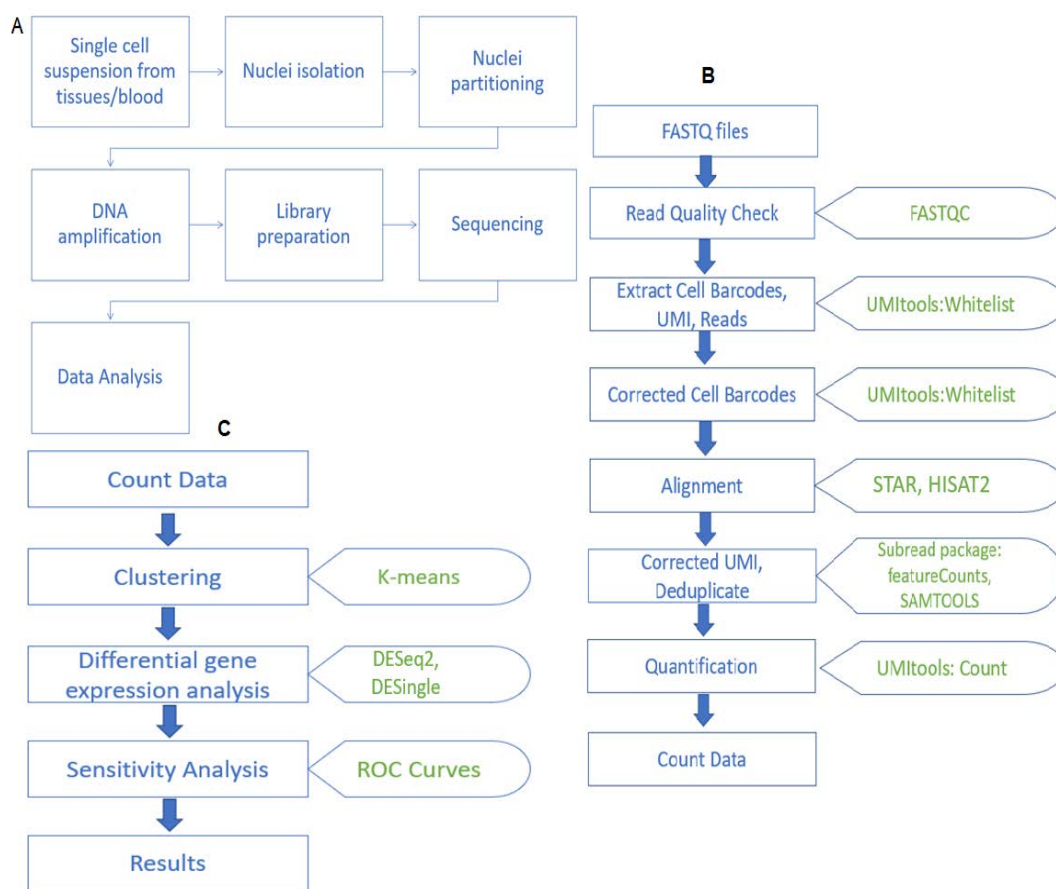 A
Single cell
suspension from
tissues/blood
Nuclei isolation
Nuclei
partitioning
DNA
amplification
Library
preparation
Sequencing
Data Analysis
B
FASTQ files
Read Quality Check
FASTQC
Extract Cell Barcodes,
UMI, Reads
UMItools:Whitelist
Corrected Cell Barcodes
UMItools:Whitelist
Alignment
STAR, HISAT2
Corrected UMI,
Deduplicate
Subread package:
featureCounts,
SAMTOOLS
Quantification
UMItools: Count
Count Data
C
Count Data
Clustering
K-means
Differential gene
expression analysis
DESeq2,
DESingle
Sensitivity Analysis
ROC Curves
Results